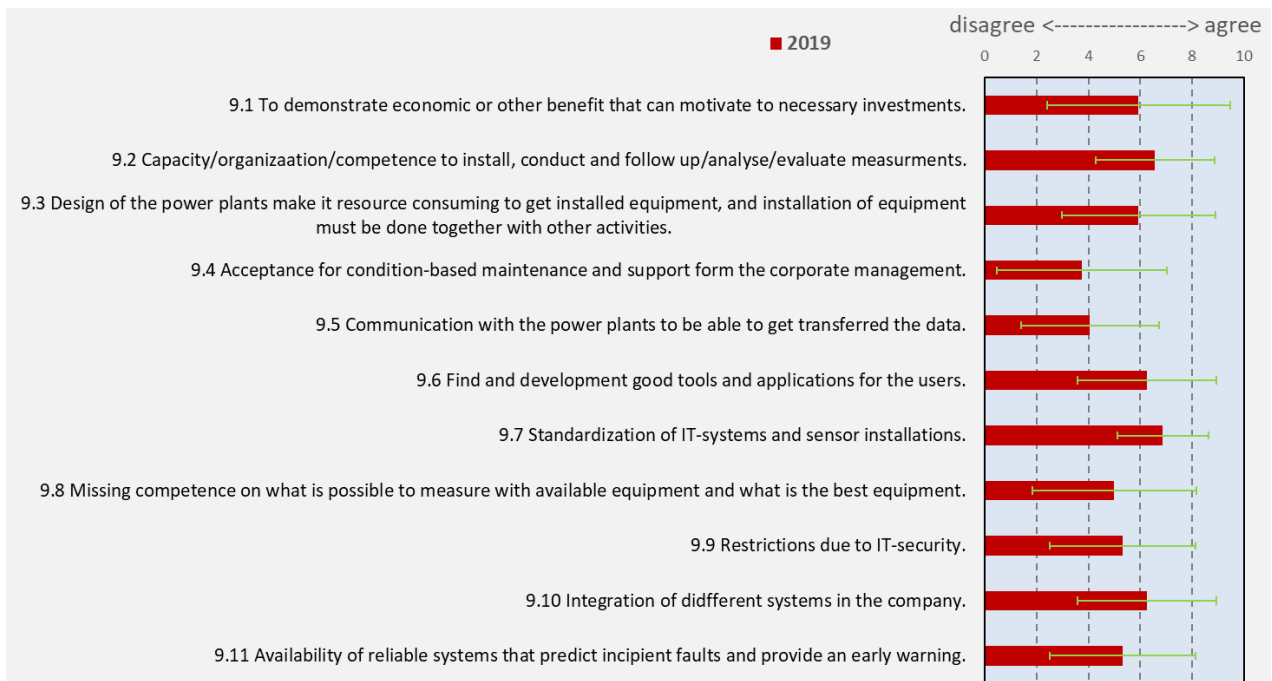 disagree <-----------------> agree
2019
0 2 4 6 8 10
9.1 To demonstrate economic or other benefit that can motivate to necessary investments.
9.2 Capacity/organizaation/competence to install, conduct and follow up/analyse/evaluate measurments.
9.3 Design of the power plants make it resource consuming to get installed equipment, and installation of equipment
must be done together with other activities.
9.4 Acceptance for condition-based maintenance and support form the corporate management.
9.5 Communication with the power plants to be able to get transferred the data.
9.6 Find and development good tools and applications for the users.
9.7 Standardization of IT-systems and sensor installations.
9.8 Missing competence on what is possible to measure with available equipment and what is the best equipment.
9.9 Restrictions due to IT-security.
9.10 Integration of didfferent systems in the company.
9.11 Availability of reliable systems that predict incipient faults and provide an early warning.